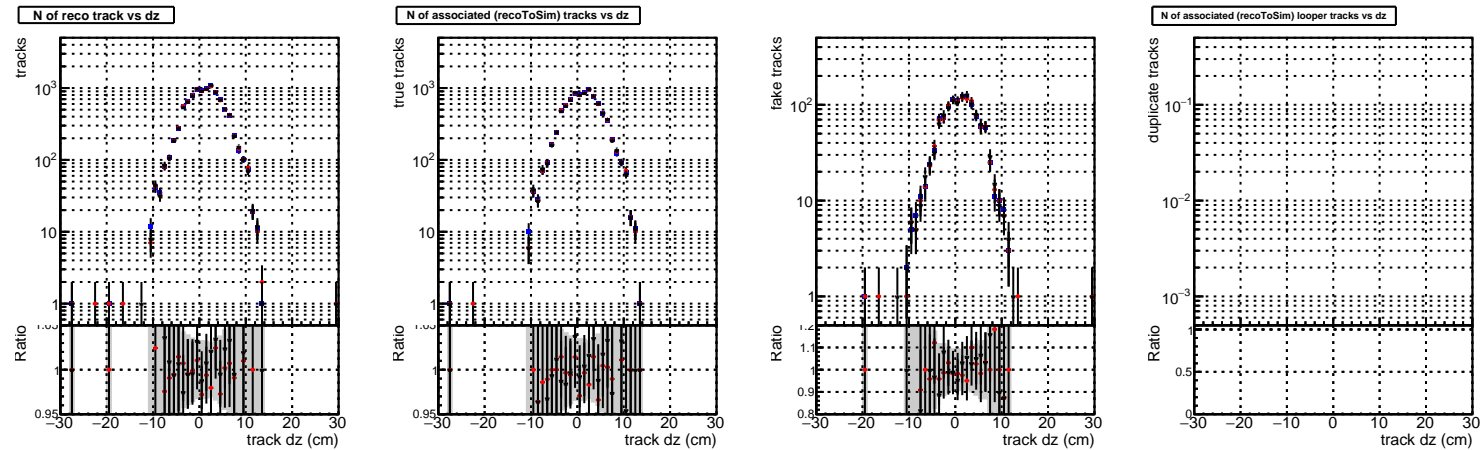 N of reco track vs dz
tracks
10³
10²
10
1
Ratio
1.05
1
0.95
−30 −20 −10 0 10 20 30
track dz (cm)
N of associated (recoToSim) tracks vs dz
true tracks
10³
10²
10
1
Ratio
1.05
1
0.95
−30 −20 −10 0 10 20 30
track dz (cm)
fake tracks
10²
10
1
Ratio
1.2
1.1
1
0.9
0.8
−30 −20 −10 0 10 20 30
track dz (cm)
N of associated (recoToSim) looper tracks vs dz
duplicate tracks
10⁻¹
10⁻²
10⁻³
Ratio
1
0.5
0
−30 −20 −10 0 10 20 30
track dz (cm)